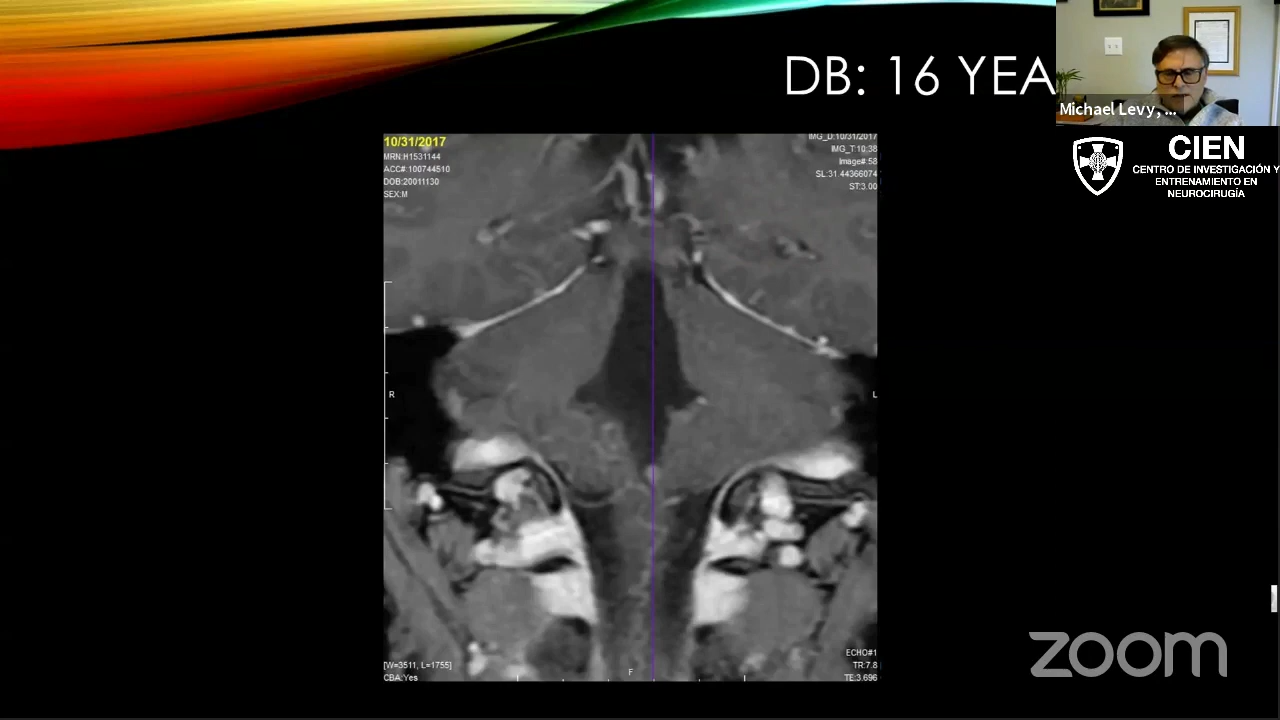 DB: 16 YEA
Michael Levy, ...
CIEN
CENTRO DE INVESTIGACIÓN Y
ENTRENAMIENTO EN
NEUROCIRUGÍA
10/31/2017
MRN:H1531144
ACC#:100744510
DOB:20011130
SEX:M
IMG_D:10/31/2017
IMG_T:10:38
Image#:58
SL:31.44366074
ST:3.00
R
L
[W=3511, L=1755]
CBA:Yes
F
ECHO#1
TR:7.8
TE:3.696
zoom